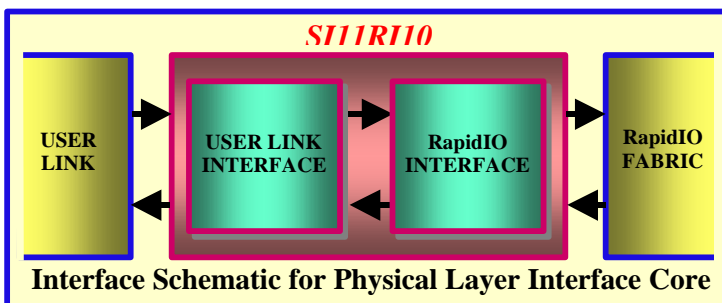 SI11RI10
USER
LINK
USER LINK
INTERFACE
RapidIO
INTERFACE
RapidIO
FABRIC
Interface Schematic for Physical Layer Interface Core